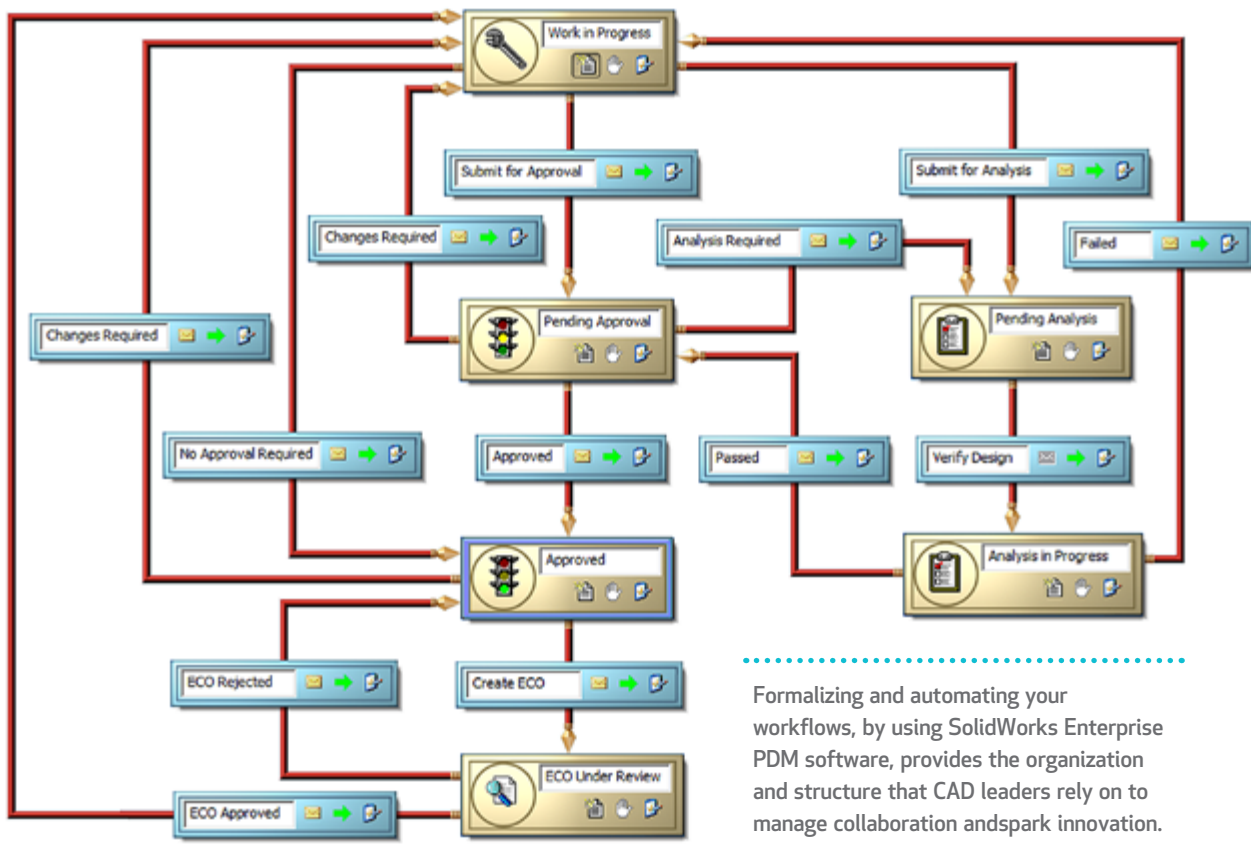 Work in Progress
Submit for Approval
Submit for Analysis
Changes Required
Analysis Required
Failed
Pending Approval
Pending Analysis
Changes Required
No Approval Required
Approved
Passed
Verify Design
Approved
Analysis in Progress
ECO Rejected
Create ECO
ECO Under Review
ECO Approved
Formalizing and automating your
workflows, by using SolidWorks Enterprise
PDM software, provides the organization
and structure that CAD leaders rely on to
manage collaboration andspark innovation.